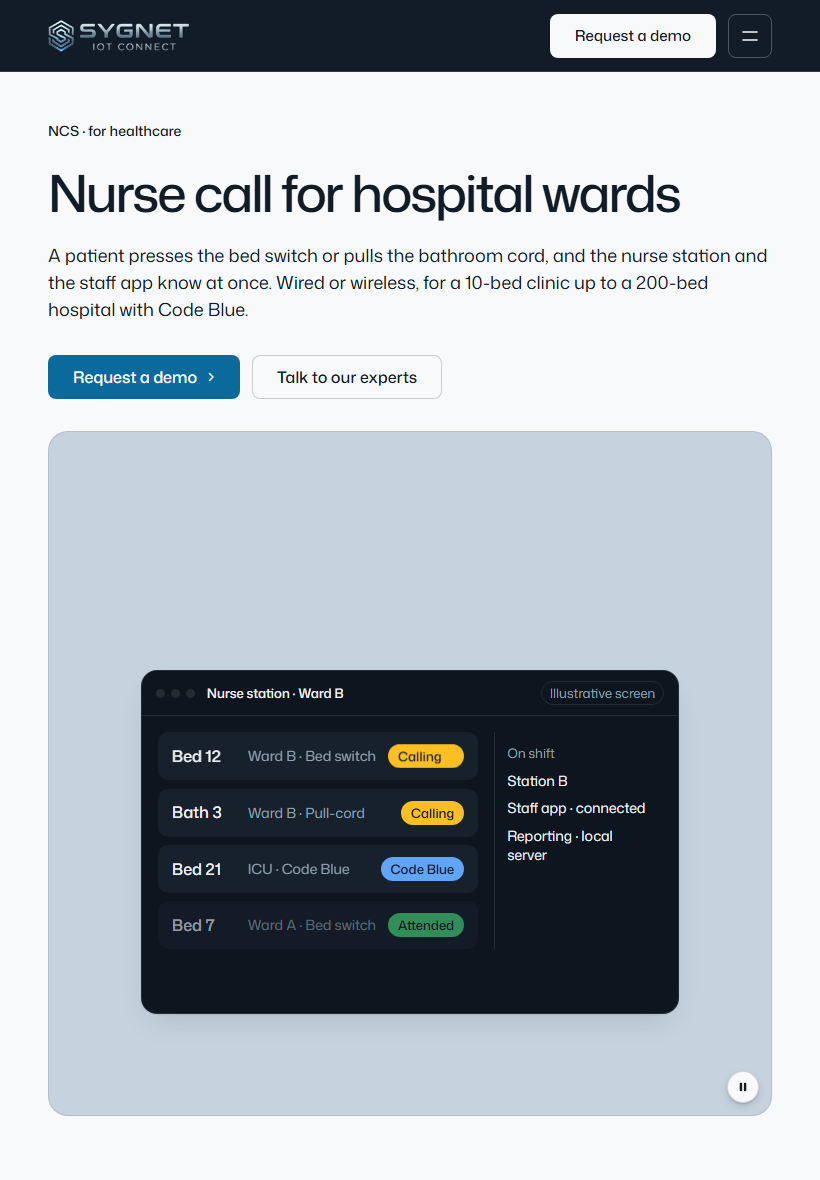 SYGNET
IOT CONNECT
Request a demo
NCS · for healthcare
Nurse call for hospital wards
A patient presses the bed switch or pulls the bathroom cord, and the nurse station and
the staff app know at once. Wired or wireless, for a 10-bed clinic up to a 200-bed
hospital with Code Blue.
Request a demo
Talk to our experts
Nurse station · Ward B
Illustrative screen
Bed 12 Ward B · Bed switch Calling
Bath 3 Ward B · Pull-cord Calling
Bed 21 ICU · Code Blue Code Blue
Bed 7 Ward A · Bed switch Attended
On shift
Station B
Staff app · connected
Reporting · local
server